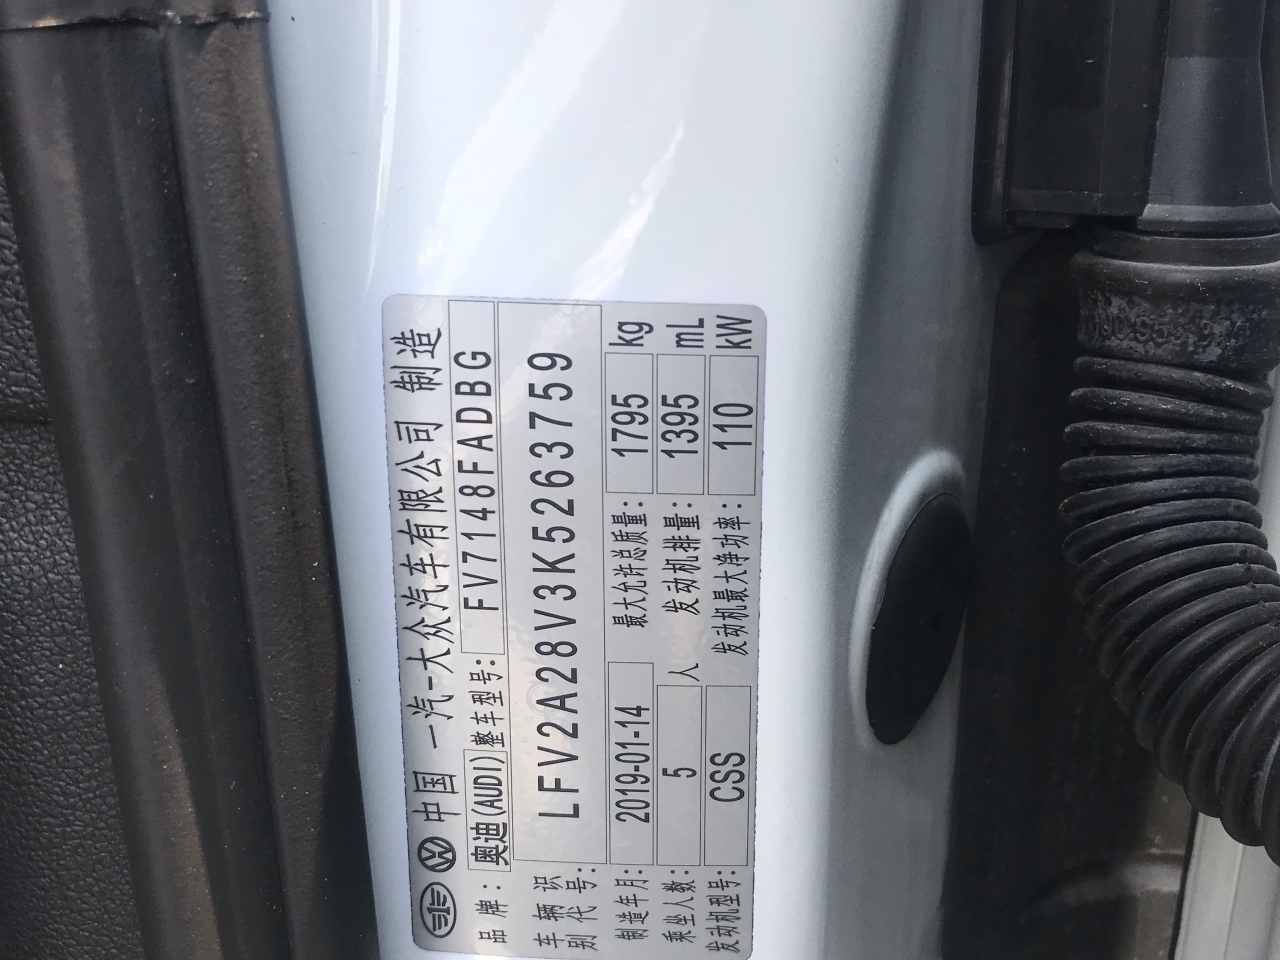 中国 一汽-大众汽车有限公司 制造
品牌: 奥迪(AUDI) 整车型号: FV7148FADBG
车辆识别代号: LFV2A28V3K5263759
制造年月: 2019-01-14 最大允许总质量: 1795 kg
乘坐人数: 5 人 发动机排量: 1395 mL
发动机型号: CSS 发动机最大净功率: 110 kW